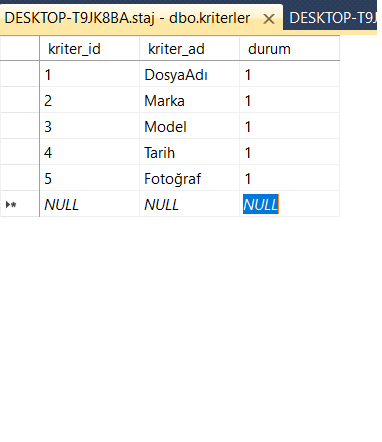 DESKTOP-T9JK8BA.staj - dbo.kriterler DESKTOP-T9J
kriter_id kriter_ad durum
1 DosyaAdı 1
2 Marka 1
3 Model 1
4 Tarih 1
5 Fotoğraf 1
NULL NULL NULL